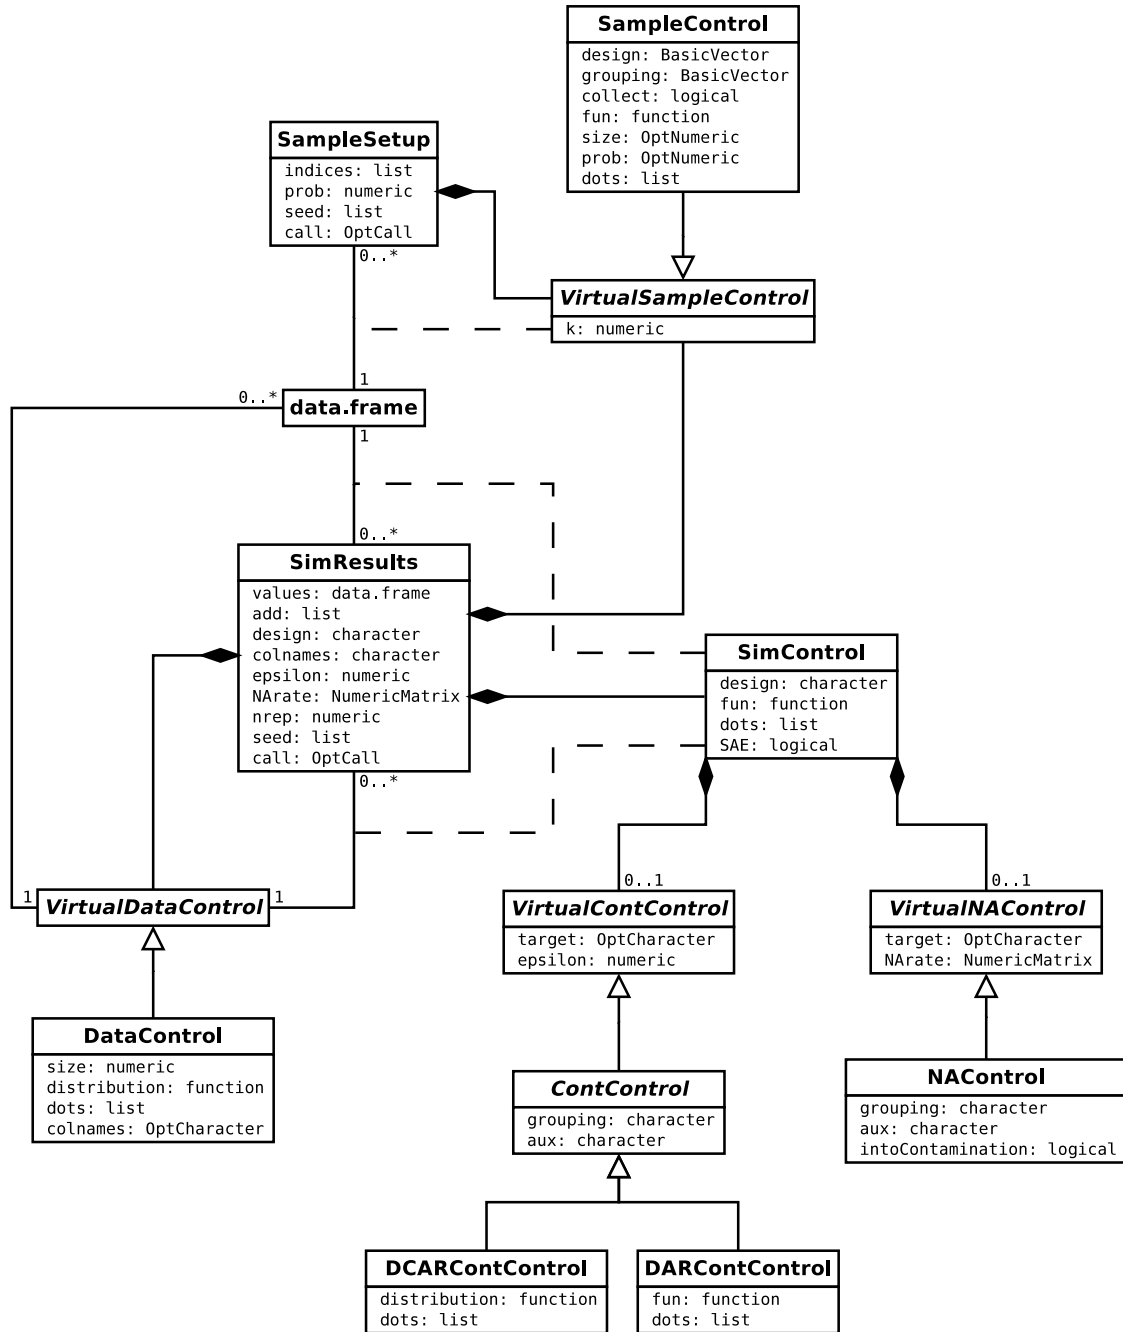 SampleControl
design: BasicVector
grouping: BasicVector
collect: logical
fun: function
size: OptNumeric
prob: OptNumeric
dots: list
SampleSetup
indices: list
prob: numeric
seed: list
call: OptCall
0..*
VirtualSampleControl
k: numeric
1
0..*
data.frame
1
0..*
SimResults
values: data.frame
add: list
design: character
colnames: character
epsilon: numeric
NArate: NumericMatrix
nrep: numeric
seed: list
call: OptCall
0..*
SimControl
design: character
fun: function
dots: list
SAE: logical
1
VirtualDataControl
1
0..1
VirtualContControl
target: OptCharacter
epsilon: numeric
0..1
VirtualNAControl
target: OptCharacter
NArate: NumericMatrix
DataControl
size: numeric
distribution: function
dots: list
colnames: OptCharacter
ContControl
grouping: character
aux: character
NAControl
grouping: character
aux: character
intoContamination: logical
DCARContControl
distribution: function
dots: list
DARContControl
fun: function
dots: list